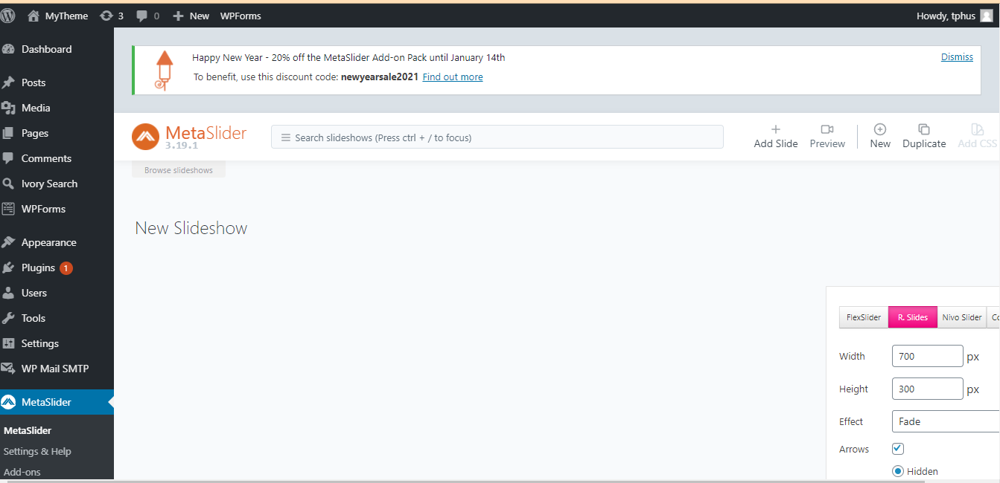 MyTheme 3 0 New WPForms Howdy, tphus
Dashboard
Posts
Media
Pages
Comments
Ivory Search
WPForms
Appearance
Plugins 1
Users
Tools
Settings
WP Mail SMTP
MetaSlider
MetaSlider
Settings & Help
Add-ons
Happy New Year - 20% off the MetaSlider Add-on Pack until January 14th Dismiss
To benefit, use this discount code: newyearsale2021 Find out more
MetaSlider
3.19.1
Search slideshows (Press ctrl + / to focus)
Add Slide Preview New Duplicate Add CSS
Browse slideshows
New Slideshow
FlexSlider R. Slides Nivo Slider Co
Width 700 px
Height 300 px
Effect Fade
Arrows
Hidden